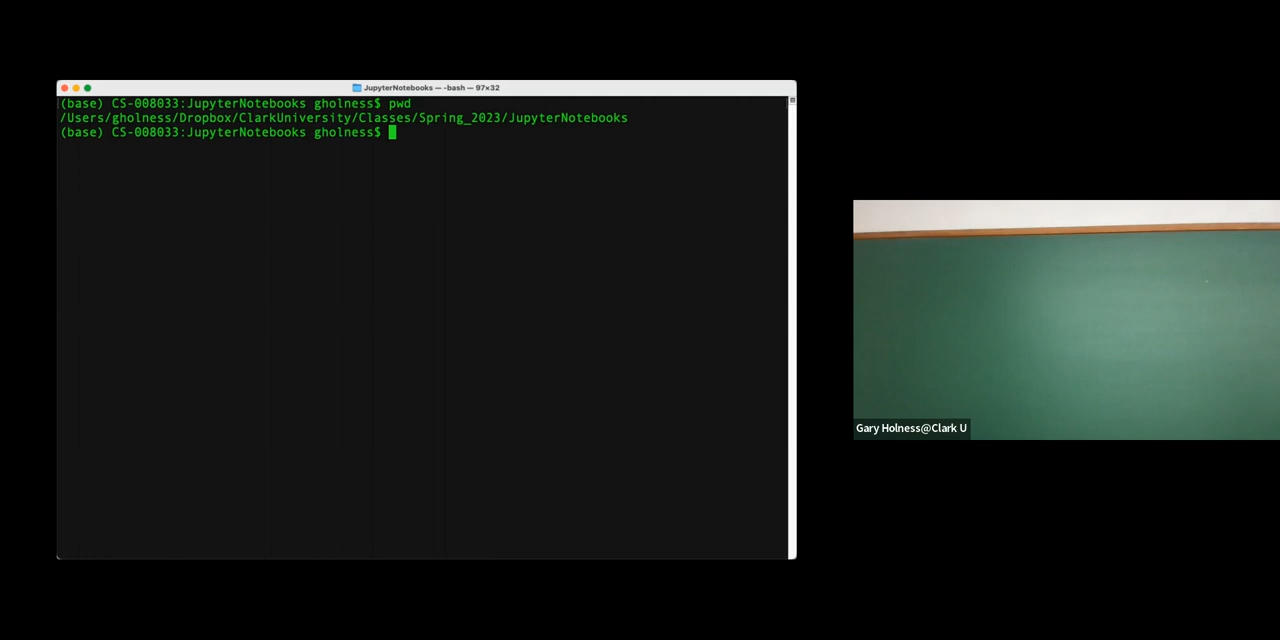 JupyterNotebooks — -bash — 97×32
(base) CS-008033:JupyterNotebooks gholness$ pwd
/Users/gholness/Dropbox/ClarkUniversity/Classes/Spring_2023/JupyterNotebooks
(base) CS-008033:JupyterNotebooks gholness$
Gary Holness@Clark U